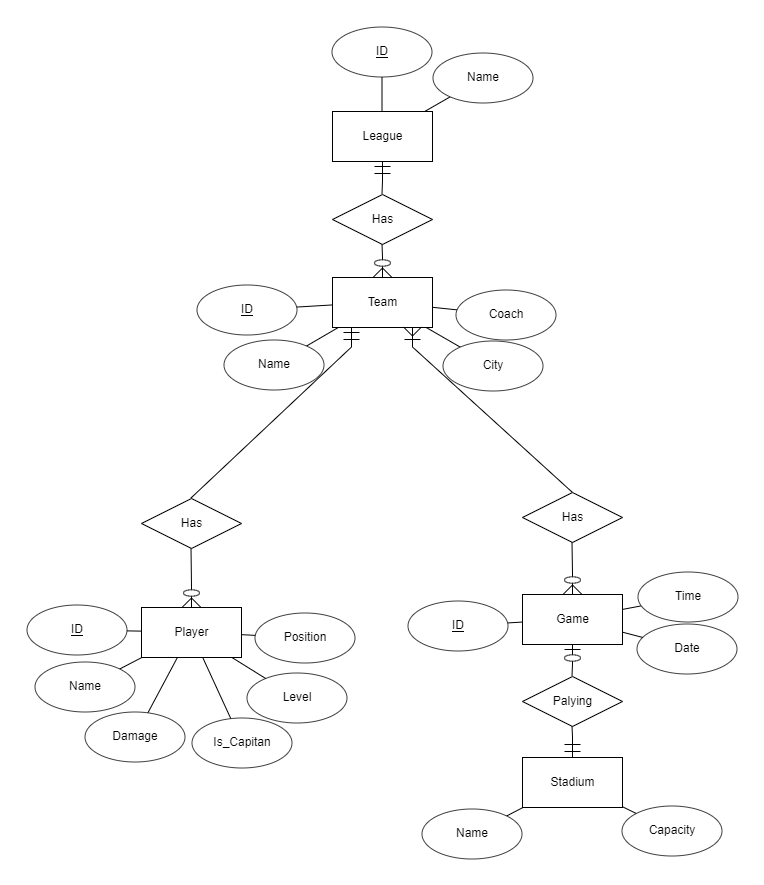 ID
Name
League
Has
Team
ID
Coach
Name
City
Has
Has
Player
ID
Position
Name
Level
Damage
Is_Capitan
Game
ID
Time
Date
Palying
Stadium
Name
Capacity